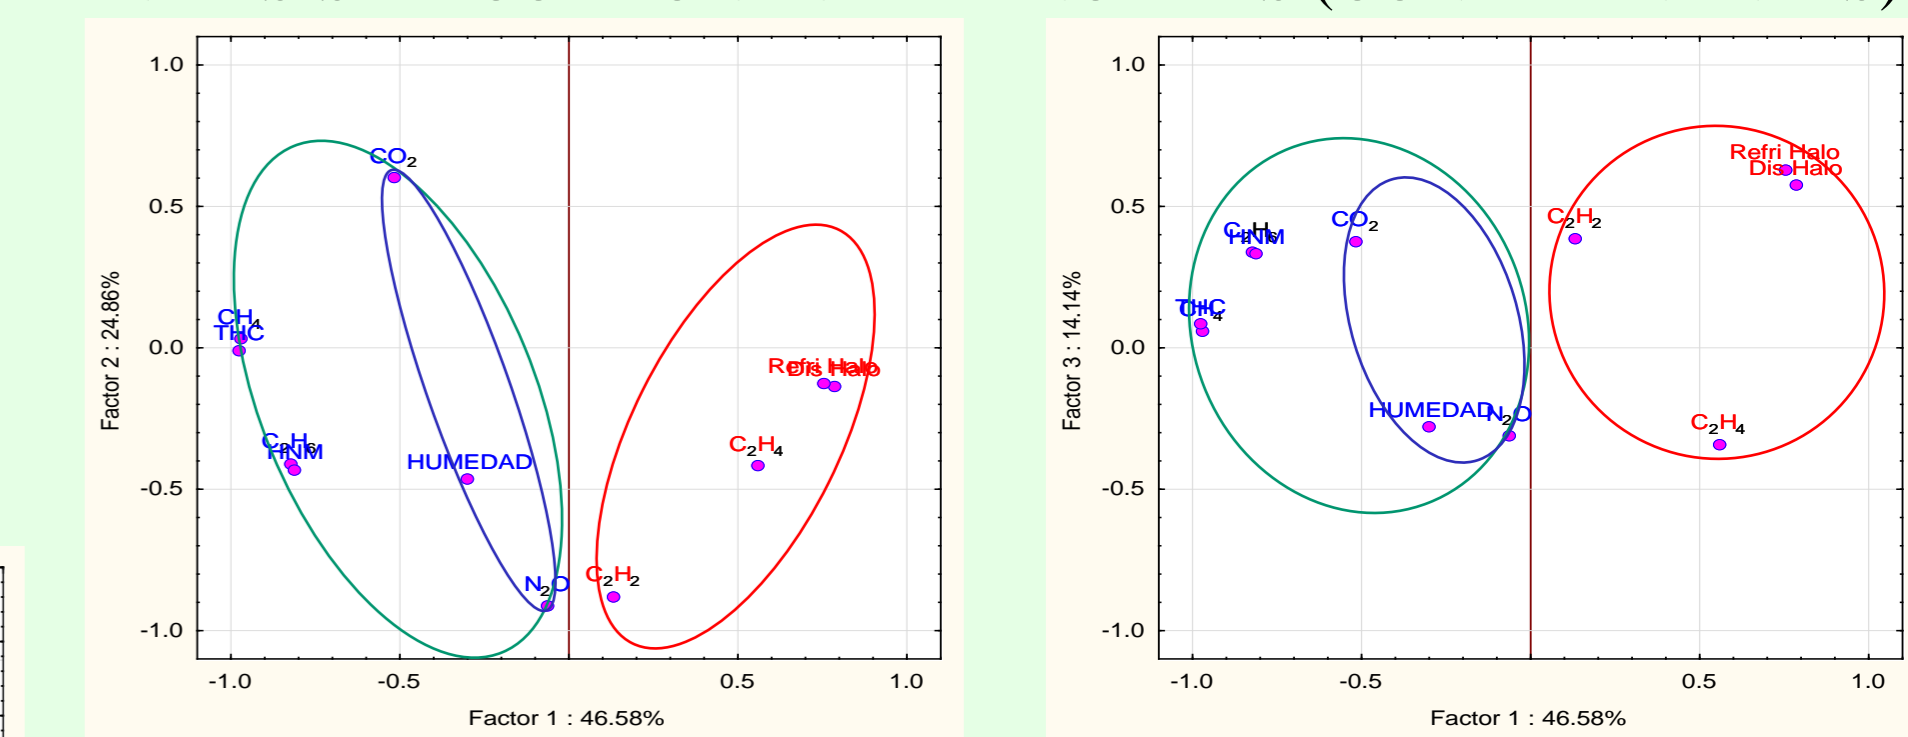 1.0
0.5
0.0
-0.5
-1.0
Factor 2 : 24.86%
CO₂
CH₄
THC
C₂H₆
HNM
HUMEDAD
N₂O
Refri Halo
Dis Halo
C₂H₄
C₂H₂
-1.0 -0.5 0.5 1.0
Factor 1 : 46.58%
1.0
0.5
0.0
-0.5
-1.0
Factor 3 : 14.14%
Refri Halo
Dis Halo
C₂H₂
CO₂
C₂H₆
HNM
THC
CH₄
HUMEDAD
N₂O
C₂H₄
-1.0 -0.5 0.5 1.0
Factor 1 : 46.58%